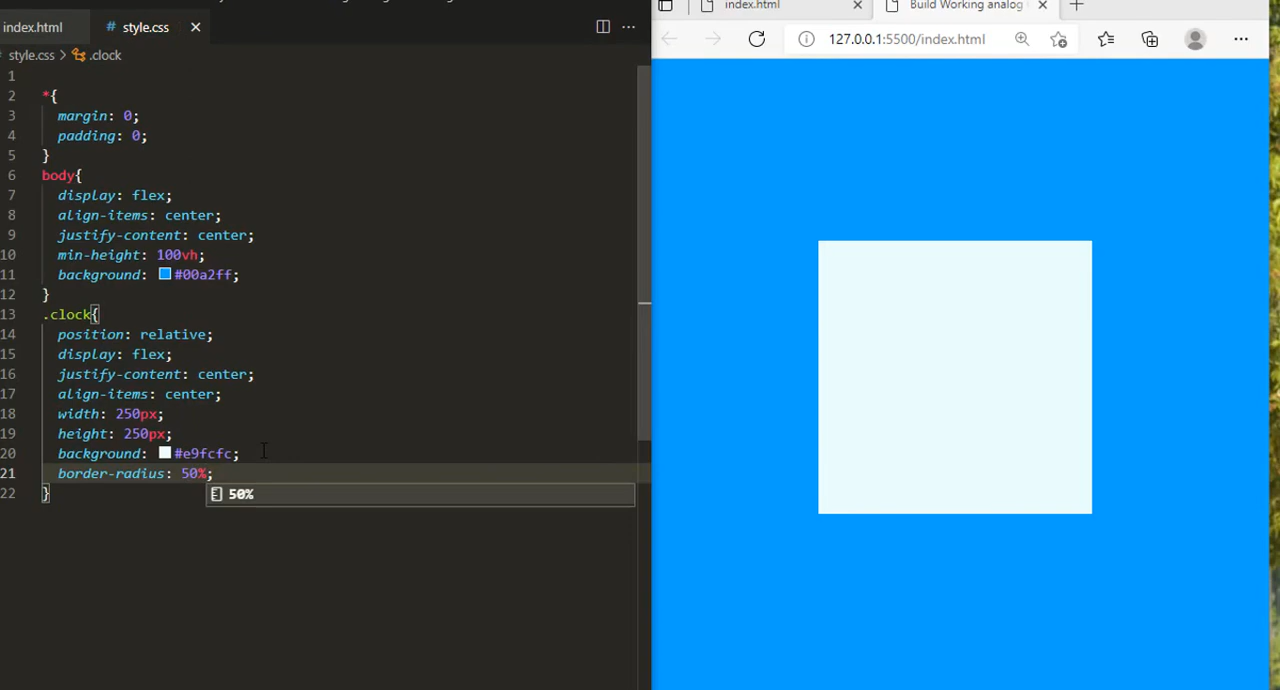 index.html
style.css
style.css
.clock
1
2 *{
3 margin: 0;
4 padding: 0;
5 }
6 body{
7 display: flex;
8 align-items: center;
9 justify-content: center;
10 min-height: 100vh;
11 background: #00a2ff;
12 }
13 .clock{
14 position: relative;
15 display: flex;
16 justify-content: center;
17 align-items: center;
18 width: 250px;
19 height: 250px;
20 background: #e9fcfc;
21 border-radius: 50%;
22 }
50%
index.html
Build Working analog
127.0.0.1:5500/index.html